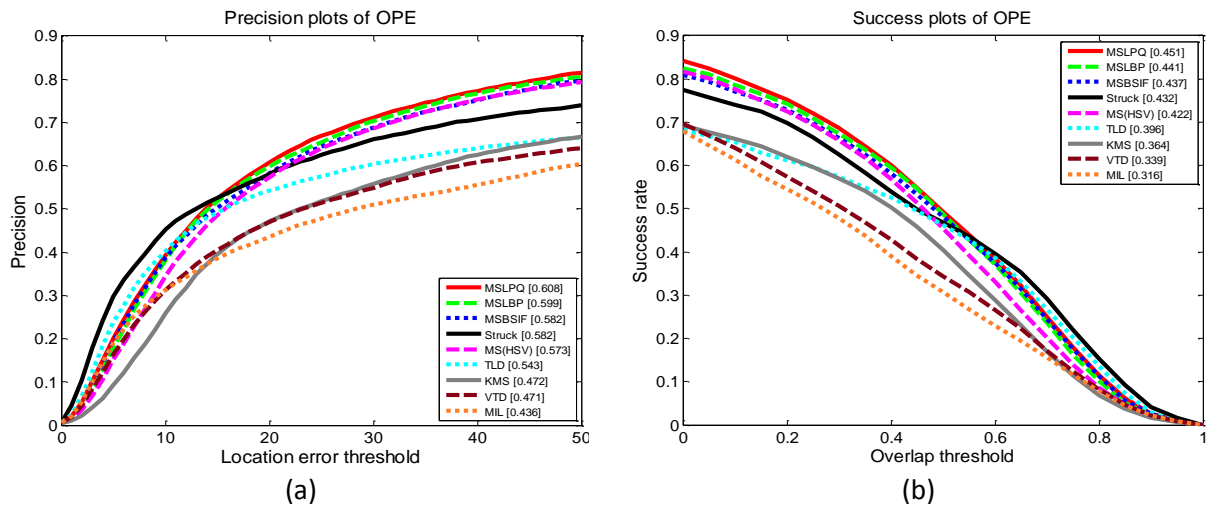 Precision plots of OPE
0.9
0.8
0.7
0.6
0.5
0.4
0.3
0.2
0.1
0
Precision
MSLPQ [0.608]
MSLBP [0.599]
MSBSIF [0.582]
Struck [0.582]
MS(HSV) [0.573]
TLD [0.543]
KMS [0.472]
VTD [0.471]
MIL [0.436]
0 10 20 30 40 50
Location error threshold
(a)
Success plots of OPE
0.9
0.8
0.7
0.6
0.5
0.4
0.3
0.2
0.1
0
Success rate
MSLPQ [0.451]
MSLBP [0.441]
MSBSIF [0.437]
Struck [0.432]
MS(HSV) [0.422]
TLD [0.396]
KMS [0.364]
VTD [0.339]
MIL [0.316]
0 0.2 0.4 0.6 0.8 1
Overlap threshold
(b)